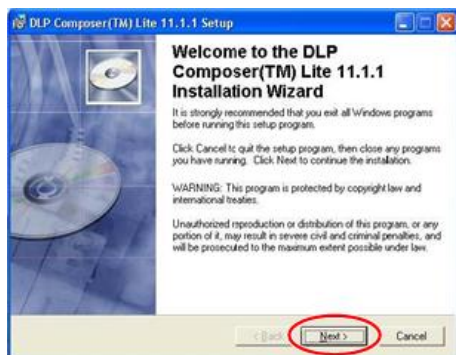 DLP Composer(TM) Lite 11.1.1 Setup
Welcome to the DLP
Composer(TM) Lite 11.1.1
Installation Wizard
It is strongly recommended that you exit all Windows programs
before running this setup program.
Click Cancel to quit the setup program, then close any programs
you have running. Click Next to continue the installation.
WARNING: This program is protected by copyright law and
international treaties.
Unauthorized reproduction or distribution of this program, or any
portion of it, may result in severe civil and criminal penalties, and
will be prosecuted to the maximum extent possible under law.
< Back Next > Cancel